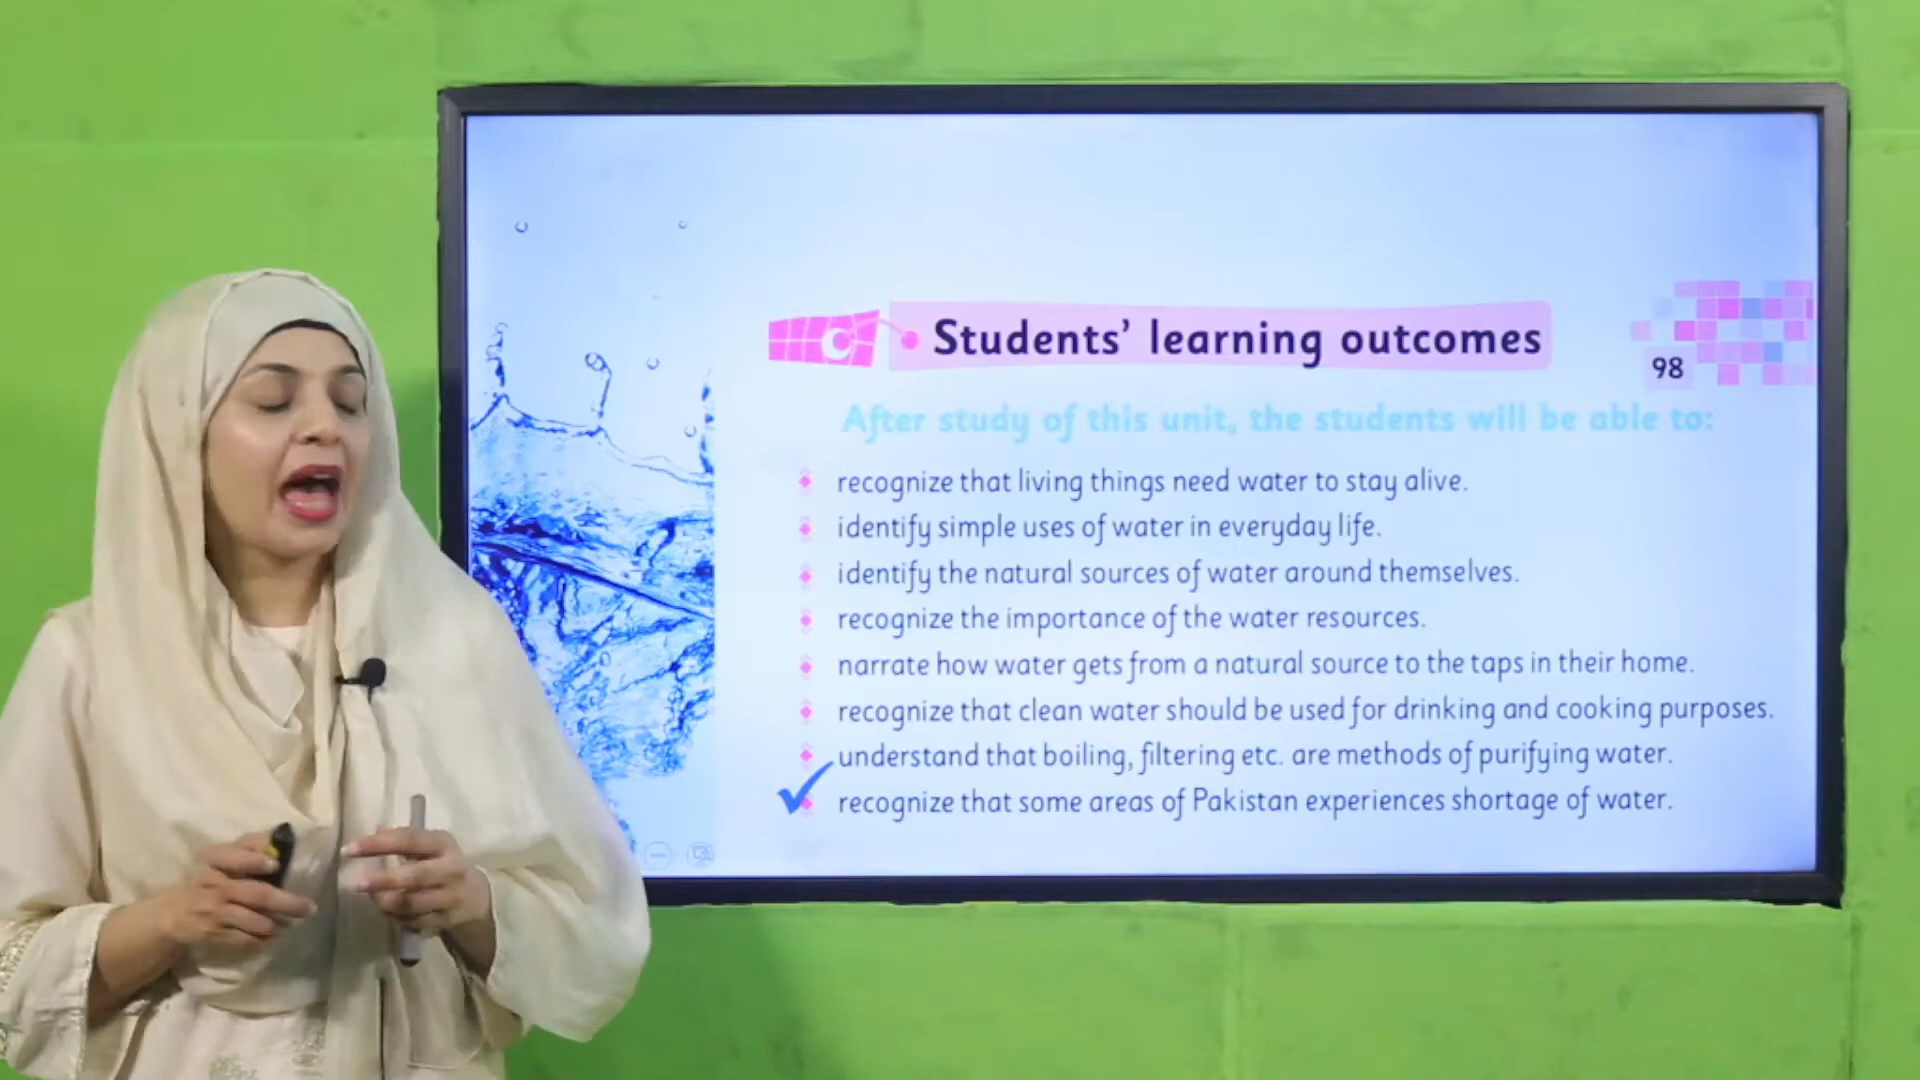 Students' learning outcomes
98
After study of this unit, the students will be able to:
recognize that living things need water to stay alive.
identify simple uses of water in everyday life.
identify the natural sources of water around themselves.
recognize the importance of the water resources.
narrate how water gets from a natural source to the taps in their home.
recognize that clean water should be used for drinking and cooking purposes.
understand that boiling, filtering etc. are methods of purifying water.
recognize that some areas of Pakistan experiences shortage of water.